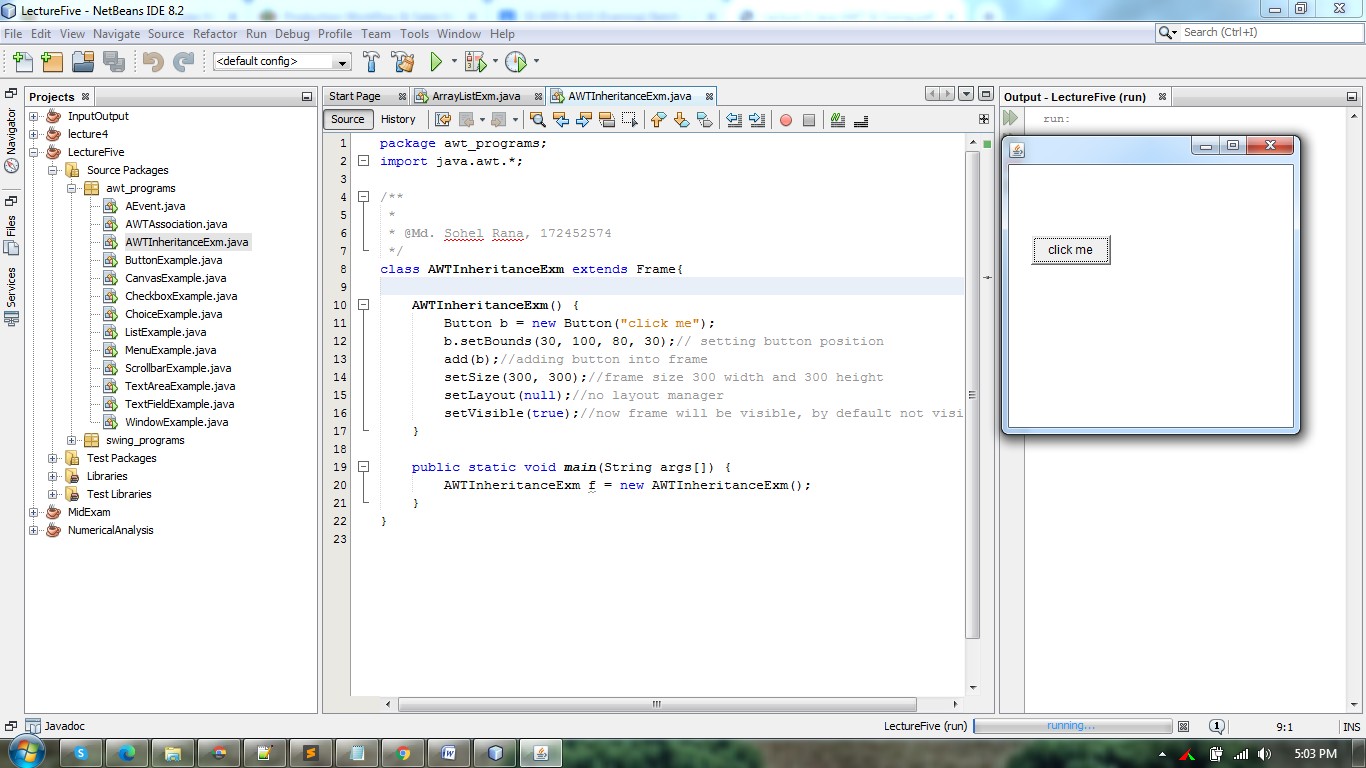 LectureFive - NetBeans IDE 8.2
File Edit View Navigate Source Refactor Run Debug Profile Team Tools Window Help
Search (Ctrl+I)
<default config>
Navigator
Files
Services
Projects
InputOutput
lecture4
LectureFive
Source Packages
awt_programs
AEvent.java
AWTAssociation.java
AWTInheritanceExm.java
ButtonExample.java
CanvasExample.java
CheckboxExample.java
ChoiceExample.java
ListExample.java
MenuExample.java
ScrollbarExample.java
TextAreaExample.java
TextFieldExample.java
WindowExample.java
swing_programs
Test Packages
Libraries
Test Libraries
MidExam
NumericalAnalysis
Start Page ArrayListExm.java AWTInheritanceExm.java
Source History
1 package awt_programs;
2 import java.awt.*;
3
4 /**
5 *
6 * @Md. Sohel Rana, 172452574
7 */
8 class AWTInheritanceExm extends Frame{
9
10 AWTInheritanceExm() {
11 Button b = new Button("click me");
12 b.setBounds(30, 100, 80, 30);// setting button position
13 add(b);//adding button into frame
14 setSize(300, 300);//frame size 300 width and 300 height
15 setLayout(null);//no layout manager
16 setVisible(true);//now frame will be visible, by default not visi
17 }
18
19 public static void main(String args[]) {
20 AWTInheritanceExm f = new AWTInheritanceExm();
21 }
22 }
23
Output - LectureFive (run)
run:
click me
Javadoc
LectureFive (run) running... 1 9:1 INS
5:03 PM